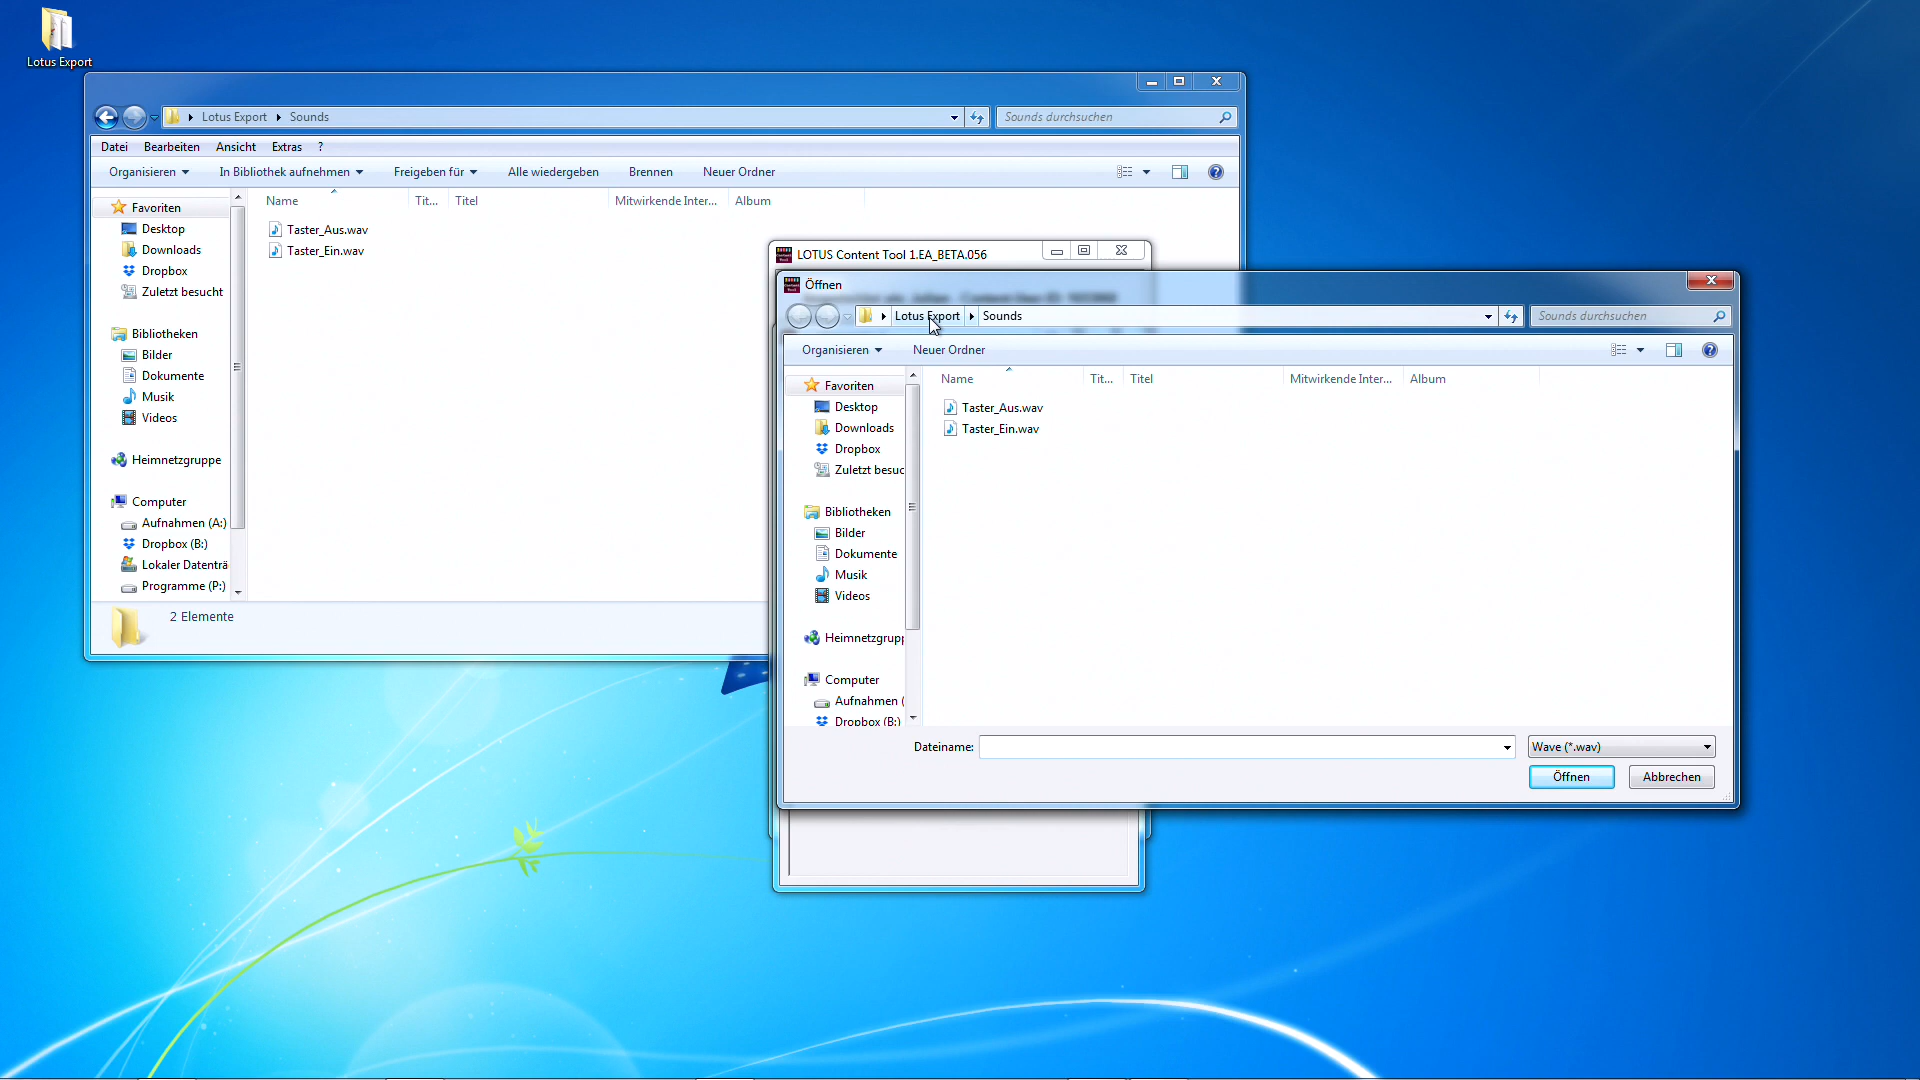 Lotus Export
Lotus Export
Sounds
Sounds durchsuchen
Datei
Bearbeiten
Ansicht
Extras
?
Organisieren
In Bibliothek aufnehmen
Freigeben für
Alle wiedergeben
Brennen
Neuer Ordner
Favoriten
Desktop
Downloads
Dropbox
Zuletzt besucht
Bibliotheken
Bilder
Dokumente
Musik
Videos
Heimnetzgruppe
Computer
Aufnahmen (A:)
Dropbox (B:)
Lokaler Datenträ
Programme (P:)
Name
Tit...
Titel
Mitwirkende Inter...
Album
Taster_Aus.wav
Taster_Ein.wav
2 Elemente
LOTUS Content Tool 1.EA_BETA.056
Öffnen
Lotus Export
Sounds
Sounds durchsuchen
Organisieren
Neuer Ordner
Favoriten
Desktop
Downloads
Dropbox
Zuletzt besuc
Bibliotheken
Bilder
Dokumente
Musik
Videos
Heimnetzgrupp
Computer
Aufnahmen (
Dropbox (B:)
Name
Tit...
Titel
Mitwirkende Inter...
Album
Taster_Aus.wav
Taster_Ein.wav
Dateiname:
Wave (*.wav)
Öffnen
Abbrechen